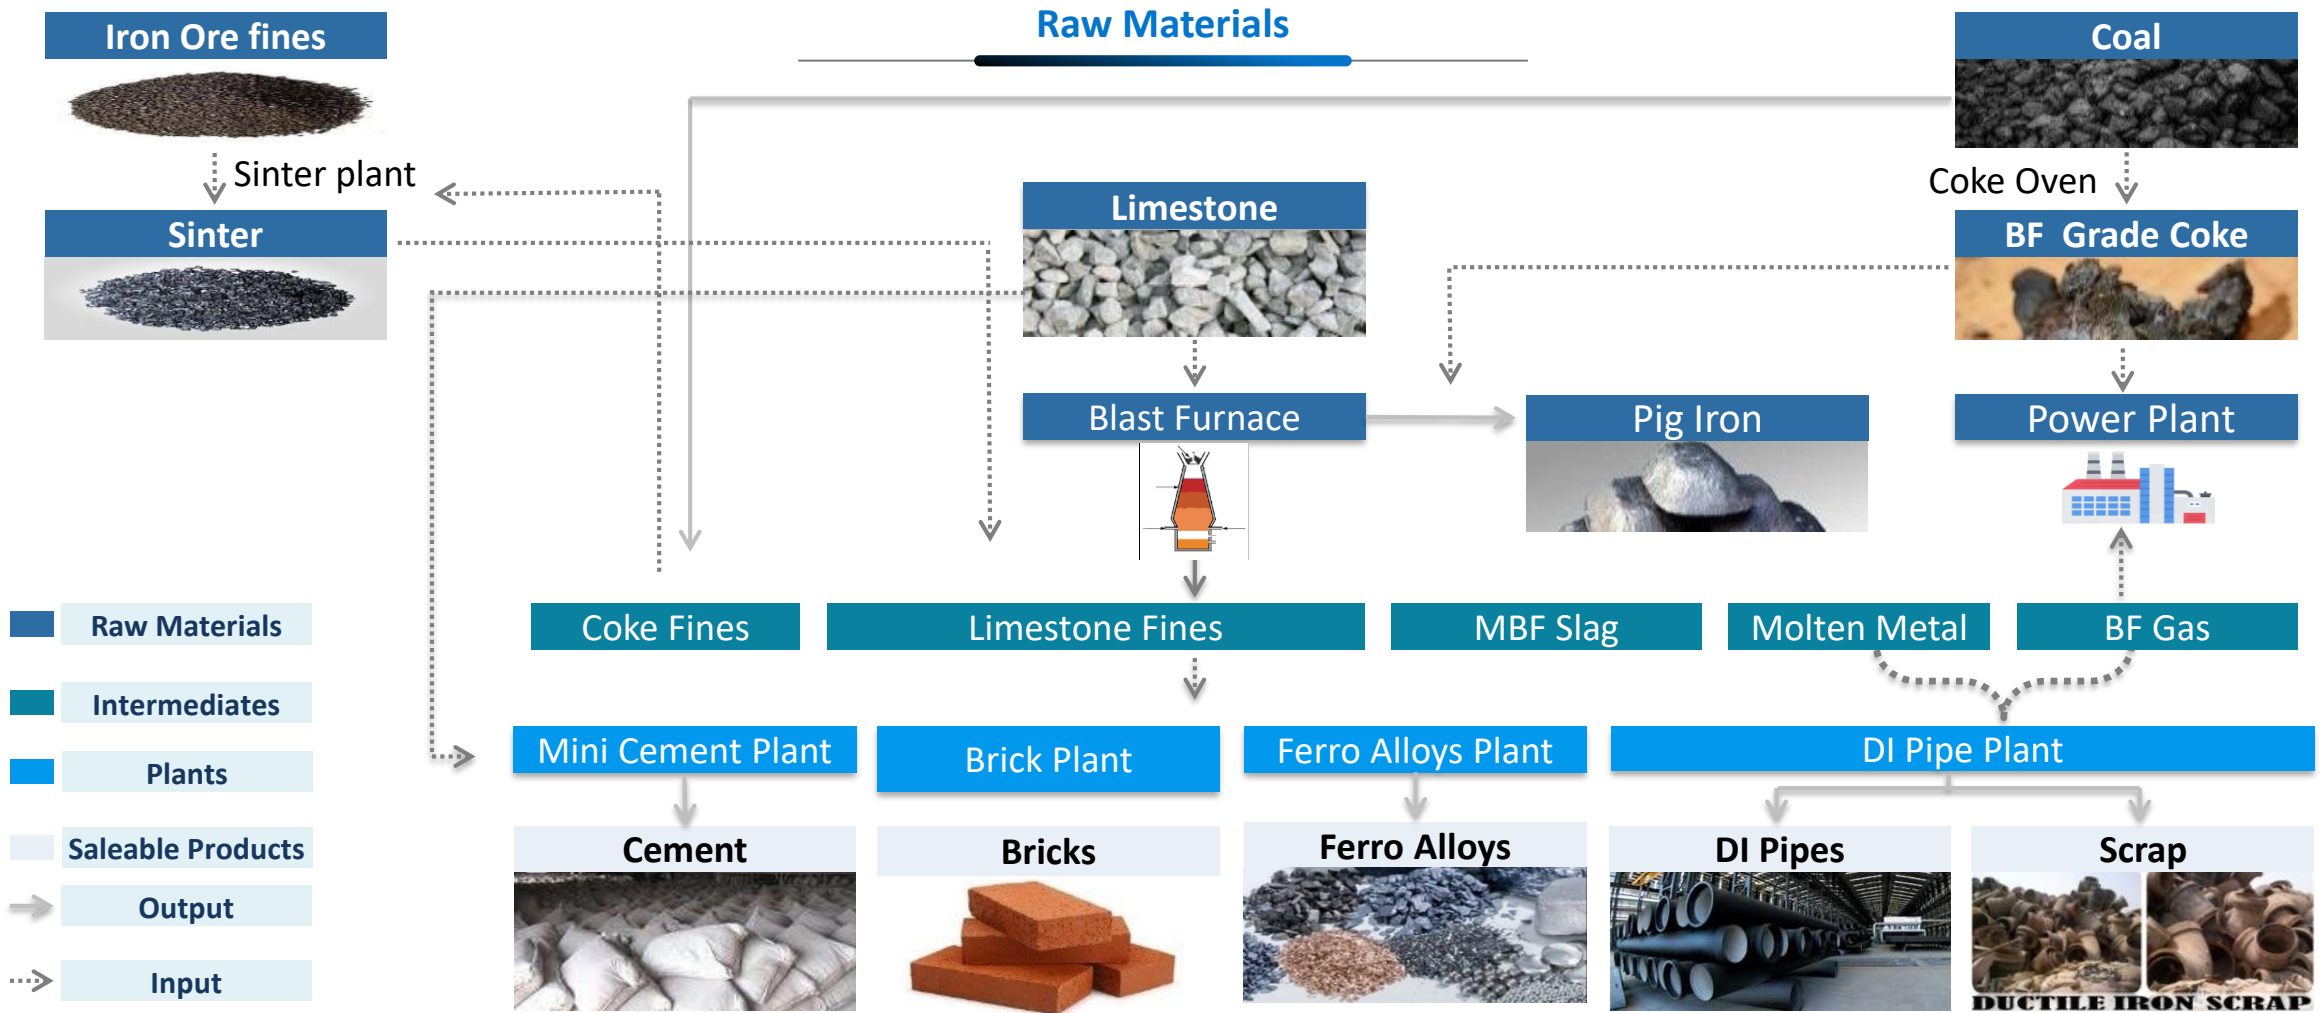 Raw Materials
Iron Ore fines
Coal
Sinter plant
Coke Oven
Limestone
Sinter
BF Grade Coke
Blast Furnace
Pig Iron
Power Plant
Raw Materials
Coke Fines
Limestone Fines
MBF Slag
Molten Metal
BF Gas
Intermediates
Plants
Mini Cement Plant
Brick Plant
Ferro Alloys Plant
DI Pipe Plant
Saleable Products
Cement
Bricks
Ferro Alloys
DI Pipes
Scrap
Output
Input
DUCTILE IRON SCRAP